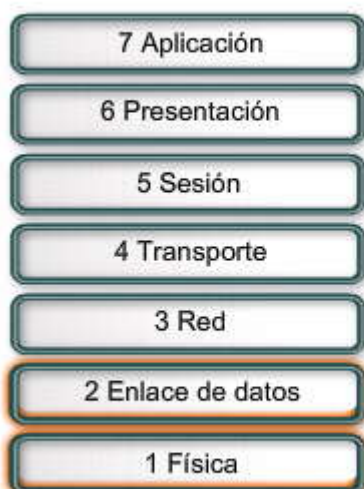 7 Aplicación
6 Presentación
5 Sesión
4 Transporte
3 Red
2 Enlace de datos
1 Física